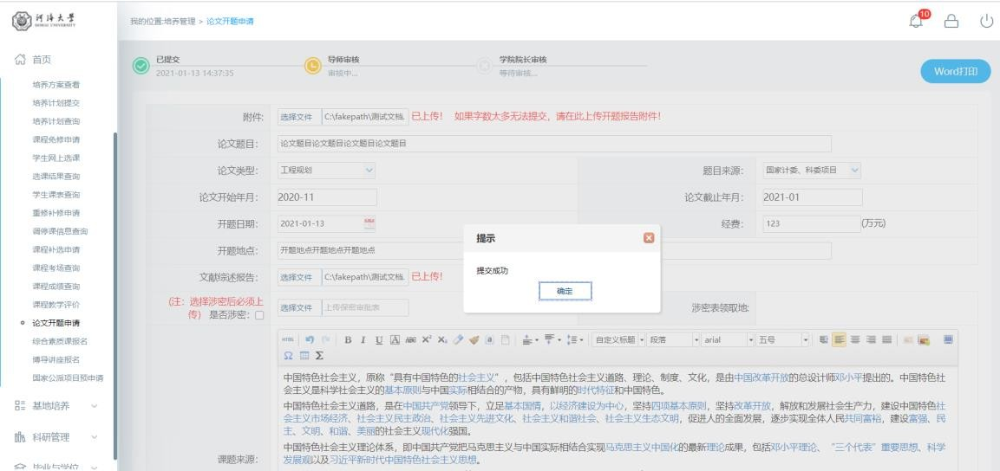 河海大学
HOHAI UNIVERSITY
我的位置:培养管理 > 论文开题申请
10
首页
培养方案查看
培养计划提交
培养计划查询
课程免修申请
学生网上选课
选课结果查询
学生课表查询
重修补修申请
调停课信息查询
课程补选申请
课程考场查询
课程成绩查询
课程教学评价
论文开题申请
综合素质课报名
博导讲座报名
国家公派项目预申请
基地培养
科研管理
毕业与学位
已提交
2021-01-13 14:37:35
导师审核
审核中...
学院院长审核
等待审核...
Word打印
附件: 选择文件 C:\fakepath\测试文档. 已上传! 如果字数太多无法提交，请在此上传开题报告附件!
论文题目: 论文题目论文题目论文题目论文题目
论文类型: 工程规划 题目来源: 国家计委、科委项目
论文开始年月: 2020-11 论文截止年月: 2021-01
开题日期: 2021-01-13 经费: 123 (万元)
开题地点: 开题地点开题地点开题地点
文献综述报告: 选择文件 C:\fakepath\测试文档. 已上传!
(注：选择涉密后必须上
传) 是否涉密: 选择文件 上传保密审批表 涉密表领取地:
提示
提交成功
确定
HTML B I U A ABC X² X₂ a 自定义标题 段落 arial 五号
Ω Σ
中国特色社会主义，原称“具有中国特色的社会主义”，包括中国特色社会主义道路、理论、制度、文化，是由中国改革开放的总设计师邓小平提出的。中国特色社
会主义是科学社会主义的基本原则与中国实际相结合的产物，具有鲜明的时代特征和中国特色。
中国特色社会主义道路，是在中国共产党领导下，立足基本国情，以经济建设为中心，坚持四项基本原则，坚持改革开放，解放和发展社会生产力，建设中国特色社
会主义市场经济、社会主义民主政治、社会主义先进文化、社会主义和谐社会、社会主义生态文明，促进人的全面发展，逐步实现全体人民共同富裕，建设富强、民
主、文明、和谐、美丽的社会主义现代化强国。
中国特色社会主义理论体系，即中国共产党把马克思主义与中国实际相结合实现马克思主义中国化的最新理论成果，包括邓小平理论、“三个代表”重要思想、科学
发展观以及习近平新时代中国特色社会主义思想。
课题来源: